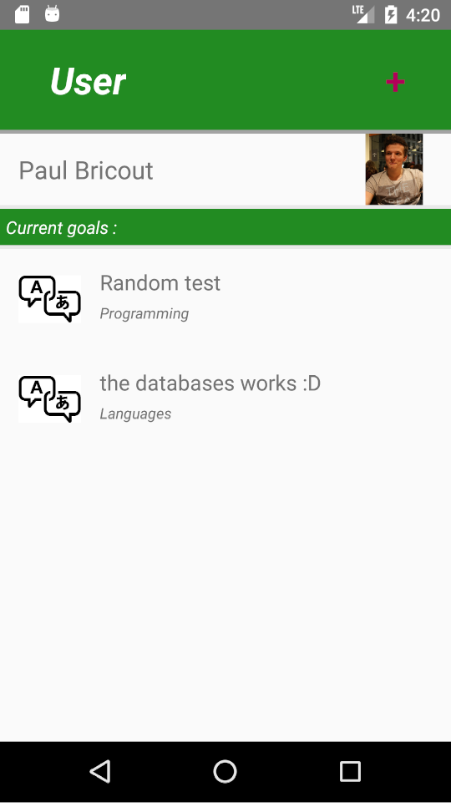 LTE 4:20
User +
Paul Bricout
Current goals :
A あ
Random test
Programming
A あ
the databases works :D
Languages